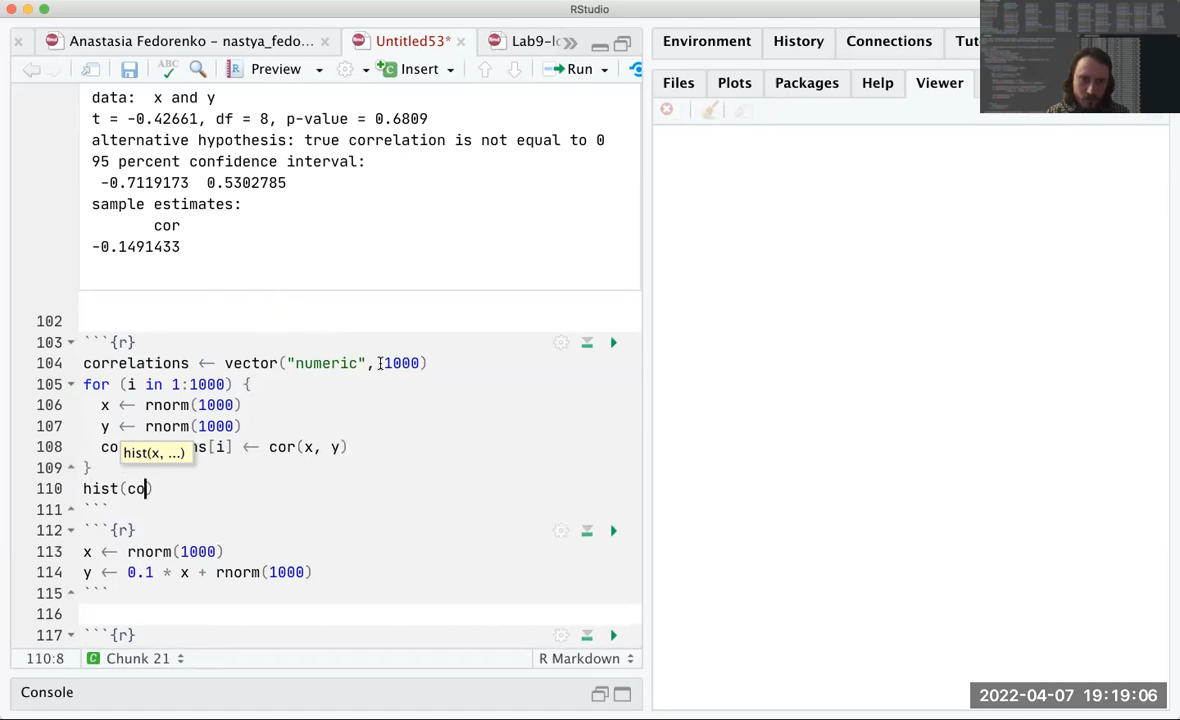 RStudio
Anastasia Fedorenko – nastya_fedo...
Untitled53*
Lab9-l
Preview
Insert
Run
Environment
History
Connections
Tut
Files
Plots
Packages
Help
Viewer
data:  x and y
t = -0.42661, df = 8, p-value = 0.6809
alternative hypothesis: true correlation is not equal to 0
95 percent confidence interval:
-0.7119173  0.5302785
sample estimates:
cor
-0.1491433
102
103 ```{r}
104 correlations ← vector("numeric", 1000)
105 for (i in 1:1000) {
106   x ← rnorm(1000)
107   y ← rnorm(1000)
108   co ns[i] ← cor(x, y)
hist(x, ...)
109 }
110 hist(co)
111 ```
112 ```{r}
113 x ← rnorm(1000)
114 y ← 0.1 * x + rnorm(1000)
115 ```
116
117 ```{r}
110:8
Chunk 21
R Markdown
Console
2022-04-07 19:19:06